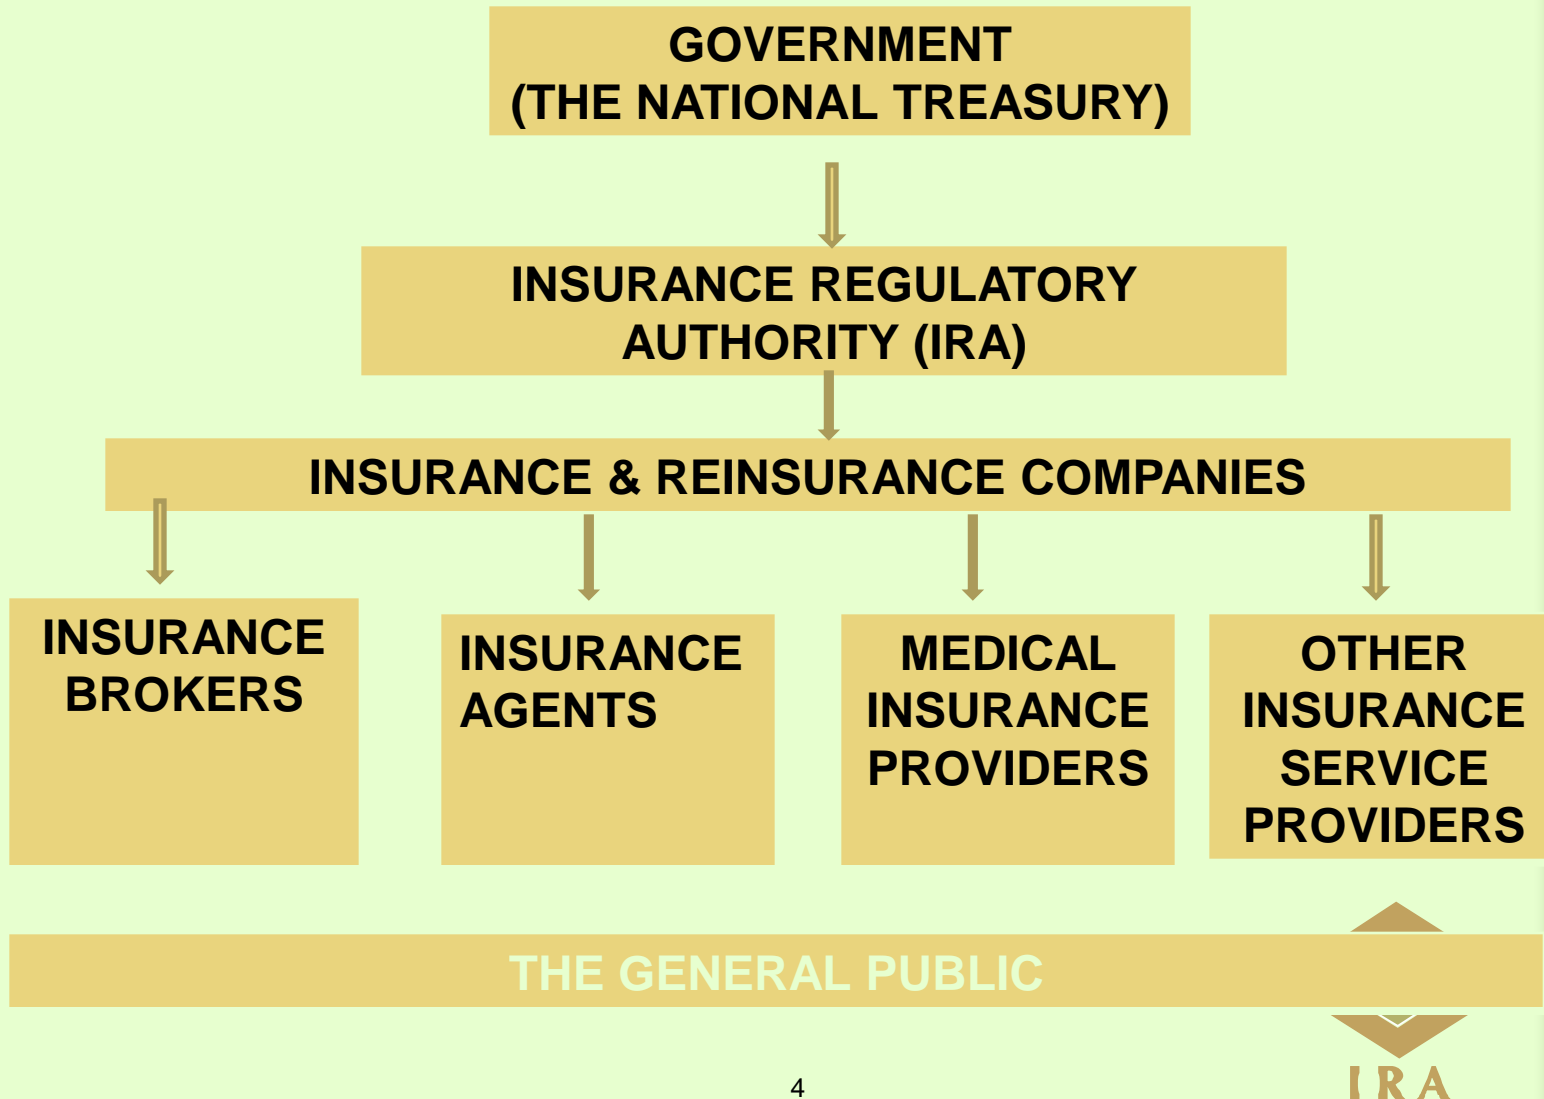 GOVERNMENT
(THE NATIONAL TREASURY)
INSURANCE REGULATORY
AUTHORITY (IRA)
INSURANCE & REINSURANCE COMPANIES
INSURANCE
BROKERS
INSURANCE
AGENTS
MEDICAL
INSURANCE
PROVIDERS
OTHER
INSURANCE
SERVICE
PROVIDERS
THE GENERAL PUBLIC
4
IRA